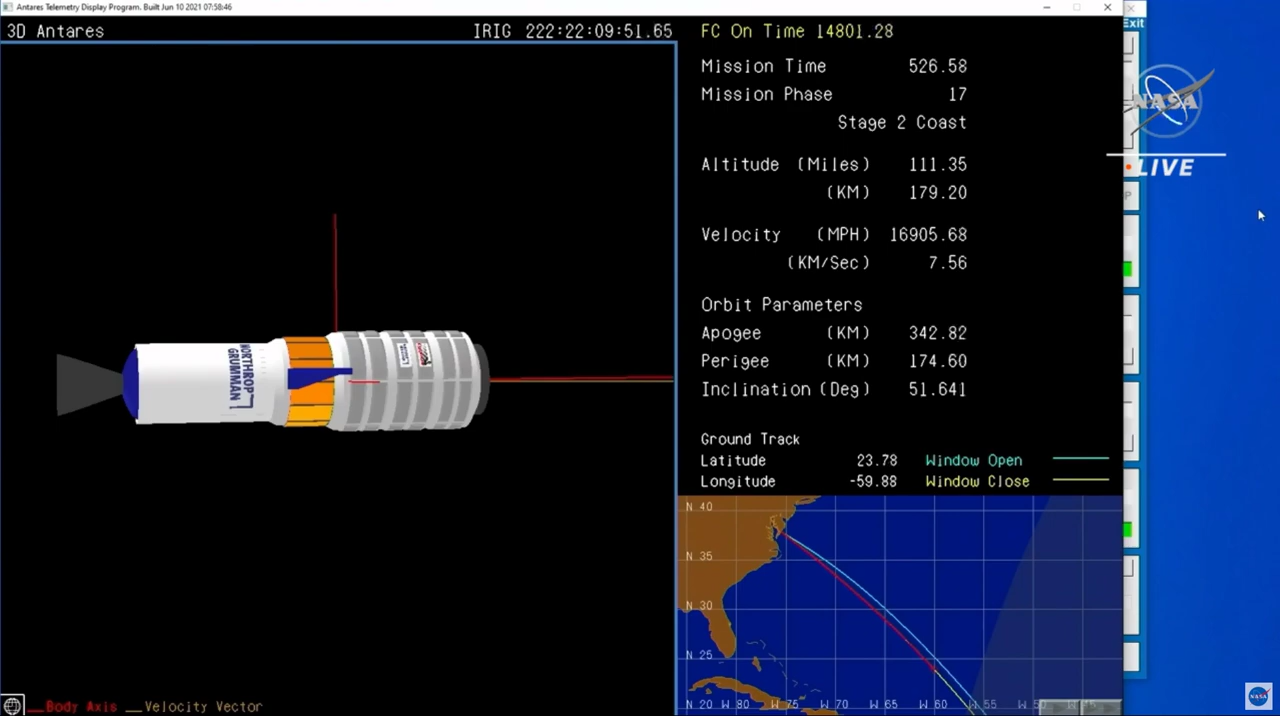 Antares Telemetry Display Program. Built Jun 10 2021 07:58:46
Exit
3D Antares
IRIG 222:22:09:51.65
FC On Time 14801.28
Mission Time 526.58
Mission Phase 17
Stage 2 Coast
NASA
LIVE
Altitude (Miles) 111.35
(KM) 179.20
P
Velocity (MPH) 16905.68
(KM/Sec) 7.56
Orbit Parameters
Apogee (KM) 342.82
Perigee (KM) 174.60
Inclination (Deg) 51.641
NORTHROP
GRUMMAN
Ground Track
Latitude 23.78 Window Open
Longitude -59.88 Window Close
N 40
N 35
N 30
N 25
N 20 W 80 W 75 W 70 W 65 W 60 W 55 W 50 W 45
Body Axis Velocity Vector
NASA